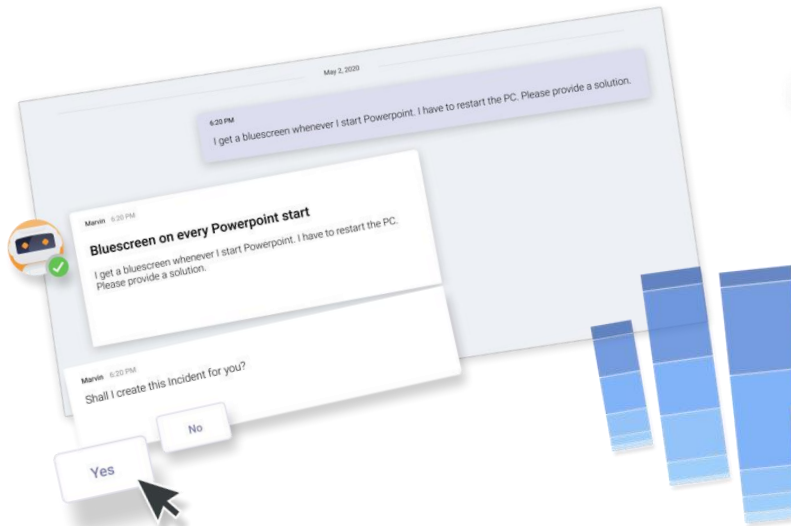 May 2, 2020
6:20 PM
I get a bluescreen whenever I start Powerpoint. I have to restart the PC. Please provide a solution.
Marvin 6:20 PM
Bluescreen on every Powerpoint start
I get a bluescreen whenever I start Powerpoint. I have to restart the PC.
Please provide a solution.
Marvin 6:20 PM
Shall I create this Incident for you?
No
Yes